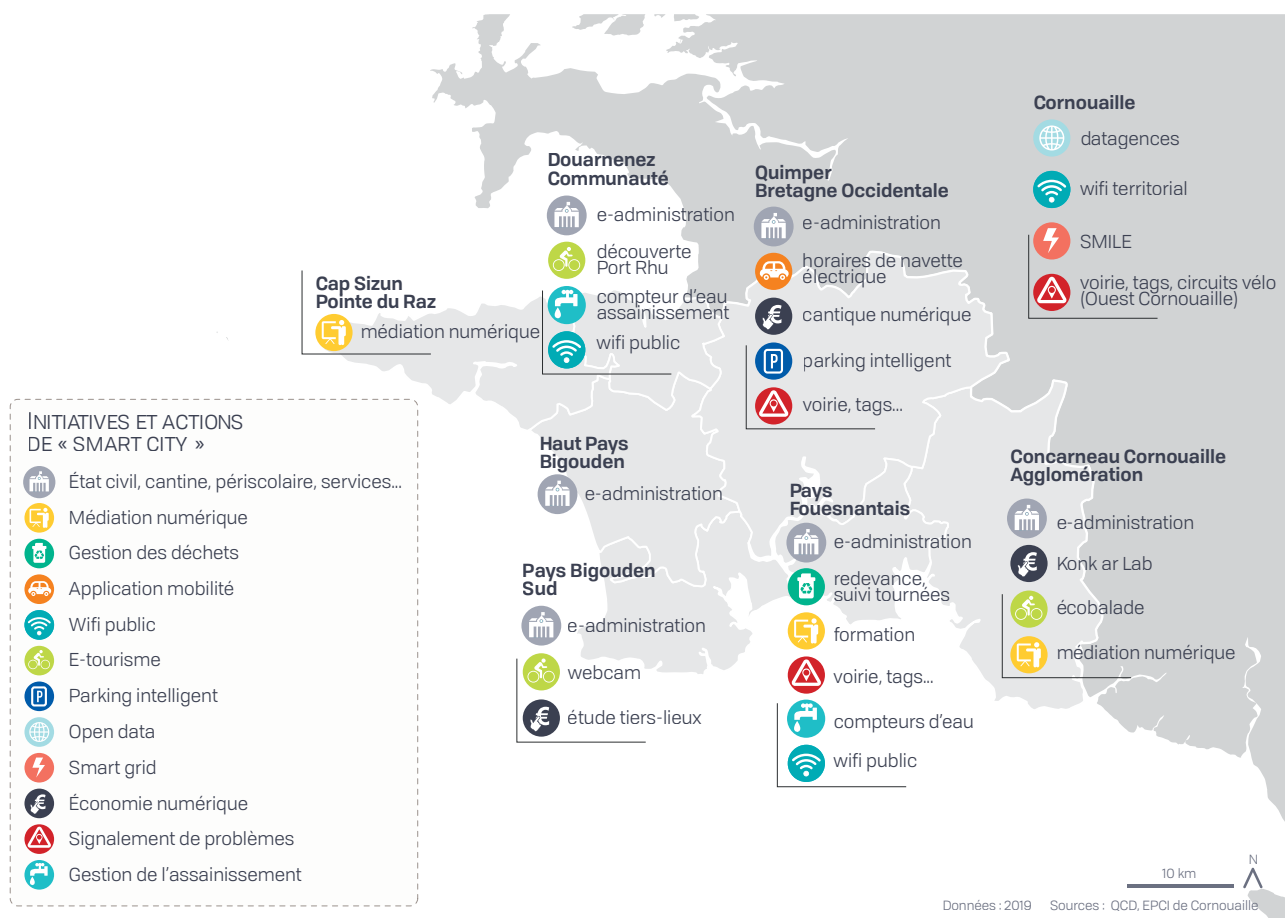 Cornouaille
datagences
wifi territorial
SMILE
voirie, tags, circuits vélo
(Ouest Cornouaille)
Douarnenez
Communauté
e-administration
découverte
Port Rhu
compteur d'eau
assainissement
wifi public
Quimper
Bretagne Occidentale
e-administration
horaires de navette
électrique
cantique numérique
parking intelligent
voirie, tags...
Cap Sizun
Pointe du Raz
médiation numérique
INITIATIVES ET ACTIONS
DE « SMART CITY »
État civil, cantine, périscolaire, services...
Médiation numérique
Gestion des déchets
Application mobilité
Wifi public
E-tourisme
P
Parking intelligent
Open data
Smart grid
Économie numérique
Signalement de problèmes
Gestion de l'assainissement
Haut Pays
Bigouden
e-administration
Pays Bigouden
Sud
e-administration
webcam
étude tiers-lieux
Pays
Fouesnantais
e-administration
redevance,
suivi tournées
formation
voirie, tags...
compteurs d'eau
wifi public
Concarneau Cornouaille
Agglomération
e-administration
Konk ar Lab
écobalade
médiation numérique
10 km
N
Données : 2019 Sources : QCD, EPCI de Cornouaille